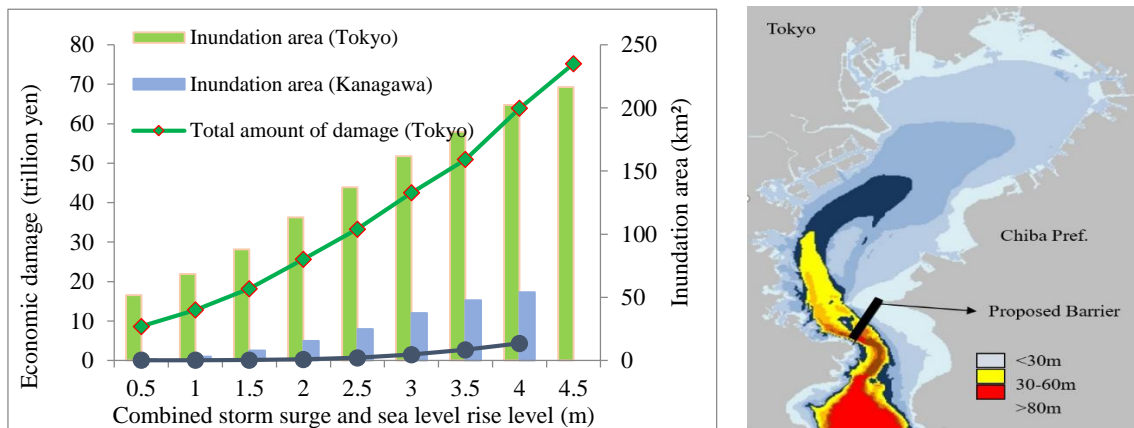 Inundation area (Tokyo)
Inundation area (Kanagawa)
Total amount of damage (Tokyo)
Economic damage (trillion yen)
80
70
60
50
40
30
20
10
0
250
200
150
100
50
0
Inundation area (km²)
0.5 1 1.5 2 2.5 3 3.5 4 4.5
Combined storm surge and sea level rise level (m)
Tokyo
Chiba Pref.
Proposed Barrier
<30m
30-60m
>80m